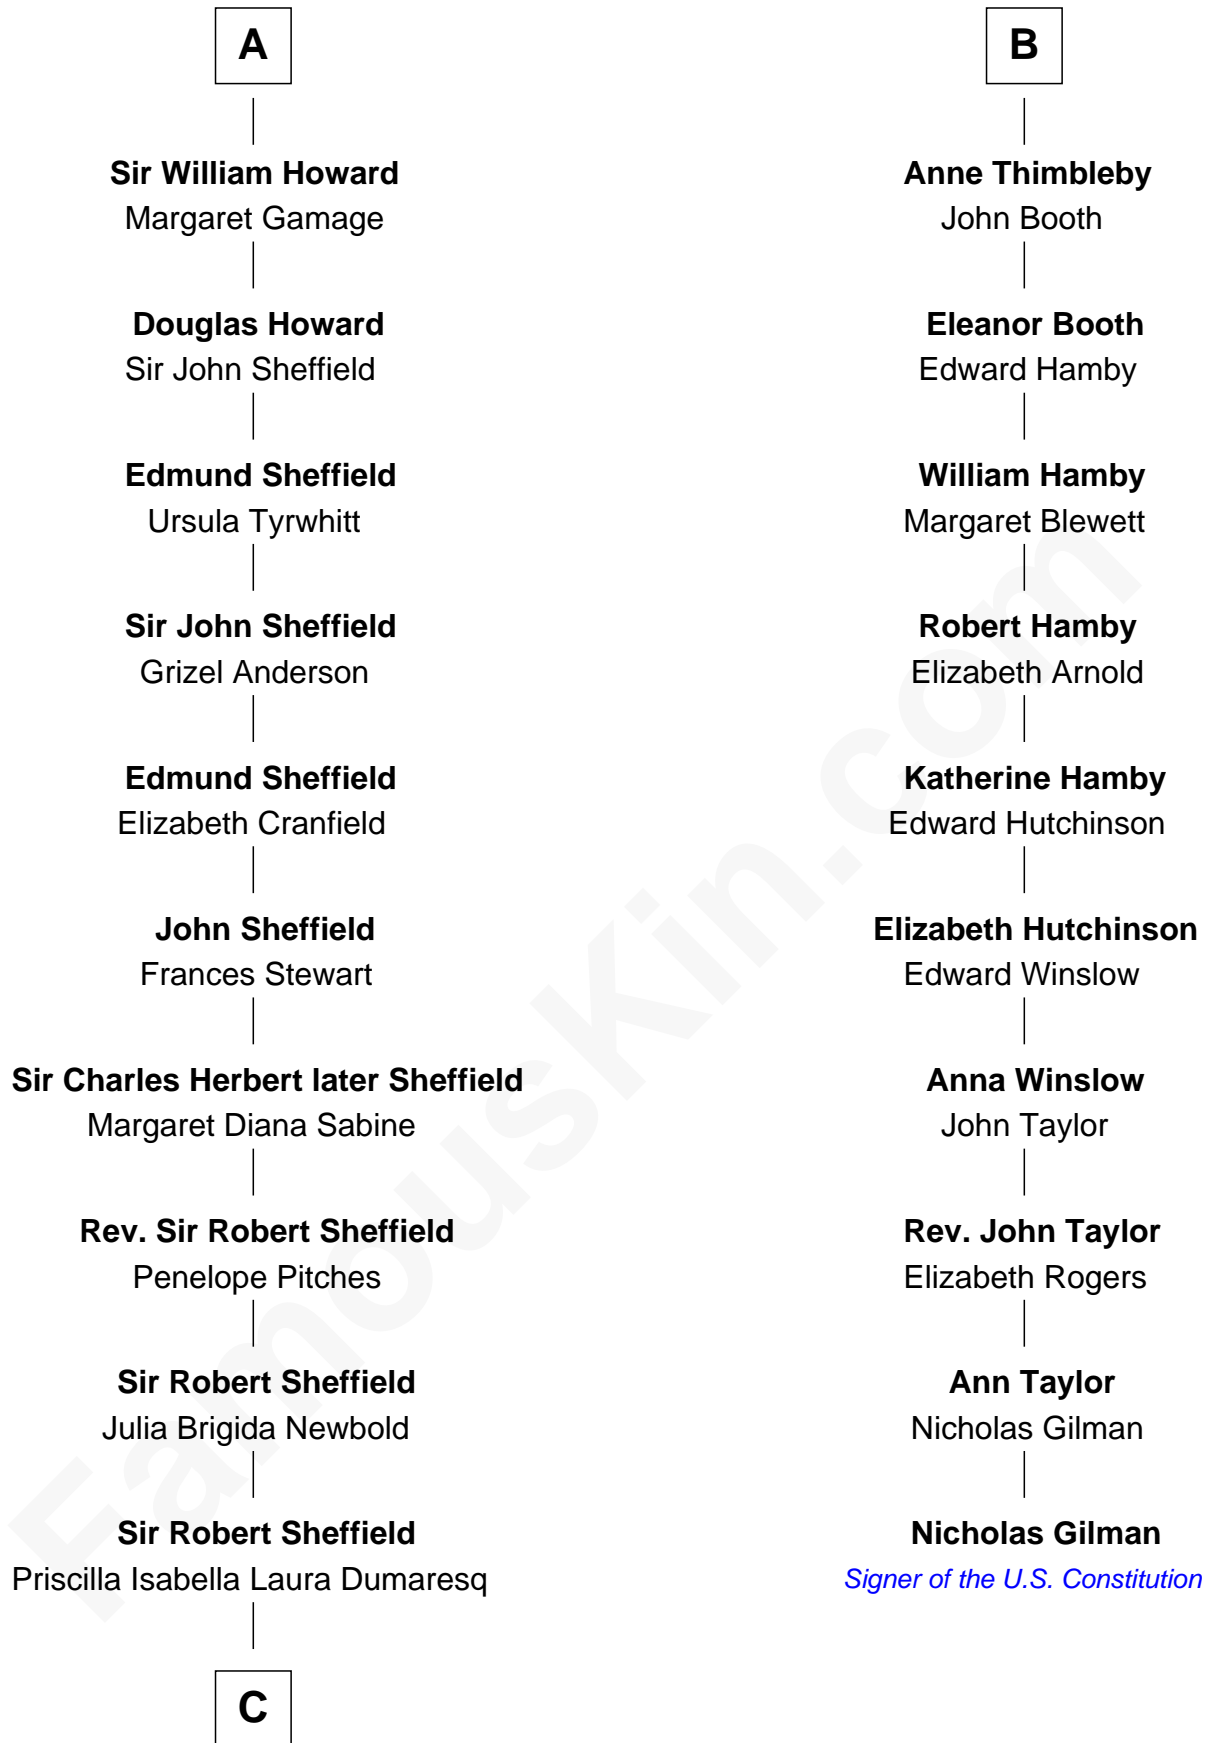 A
Sir William Howard
Margaret Gamage
Douglas Howard
Sir John Sheffield
Edmund Sheffield
Ursula Tyrwhitt
Sir John Sheffield
Grizel Anderson
Edmund Sheffield
Elizabeth Cranfield
John Sheffield
Frances Stewart
Sir Charles Herbert later Sheffield
Margaret Diana Sabine
Rev. Sir Robert Sheffield
Penelope Pitches
Sir Robert Sheffield
Julia Brigida Newbold
Sir Robert Sheffield
Priscilla Isabella Laura Dumaresq
C
B
Anne Thimbleby
John Booth
Eleanor Booth
Edward Hamby
William Hamby
Margaret Blewett
Robert Hamby
Elizabeth Arnold
Katherine Hamby
Edward Hutchinson
Elizabeth Hutchinson
Edward Winslow
Anna Winslow
John Taylor
Rev. John Taylor
Elizabeth Rogers
Ann Taylor
Nicholas Gilman
Nicholas Gilman
Signer of the U.S. Constitution
FamousKin.com